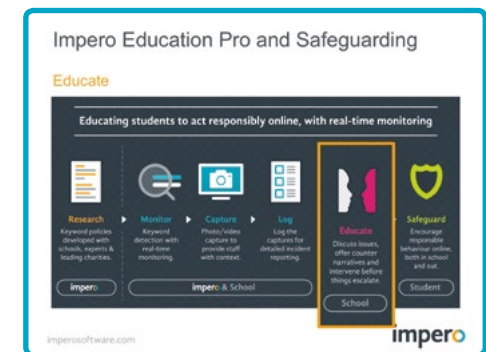 Impero Education Pro and Safeguarding
Educate
Educating students to act responsibly online, with real-time monitoring
Research
Keyword policies
developed with
schools, experts &
leading charities.
impero
Monitor
Keyword
detection with
real-time
monitoring.
Capture
Photo/video
capture to
provide staff
with context.
Log
Log the
captures for
detailed incident
reporting.
impero & School
Educate
Discuss issues,
offer counter
narratives and
intervene before
things escalate.
School
Safeguard
Encourage
responsible
behaviour online,
both in school
and out.
Student
imperosoftware.com
impero